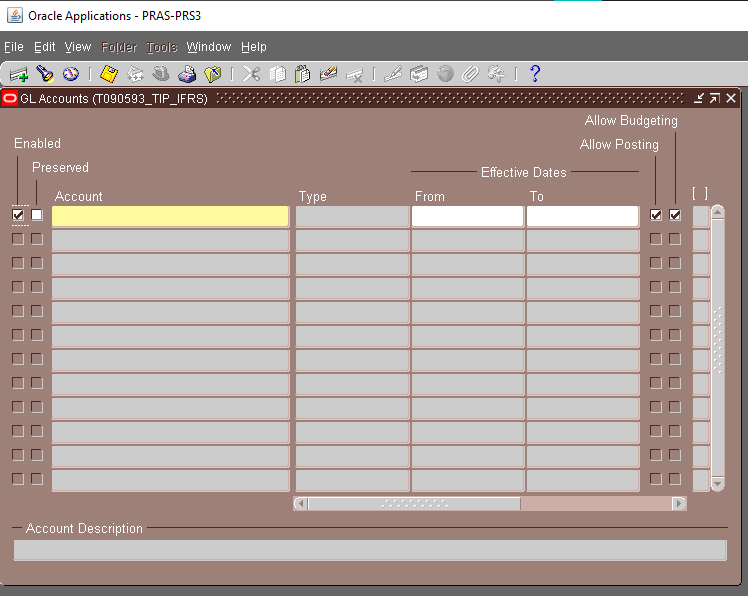 Oracle Applications - PRAS-PRS3
File Edit View Folder Tools Window Help
GL Accounts (T090593_TIP_IFRS)
Allow Budgeting
Enabled
Allow Posting
Preserved
Effective Dates
Account Type From To [ ]
Account Description